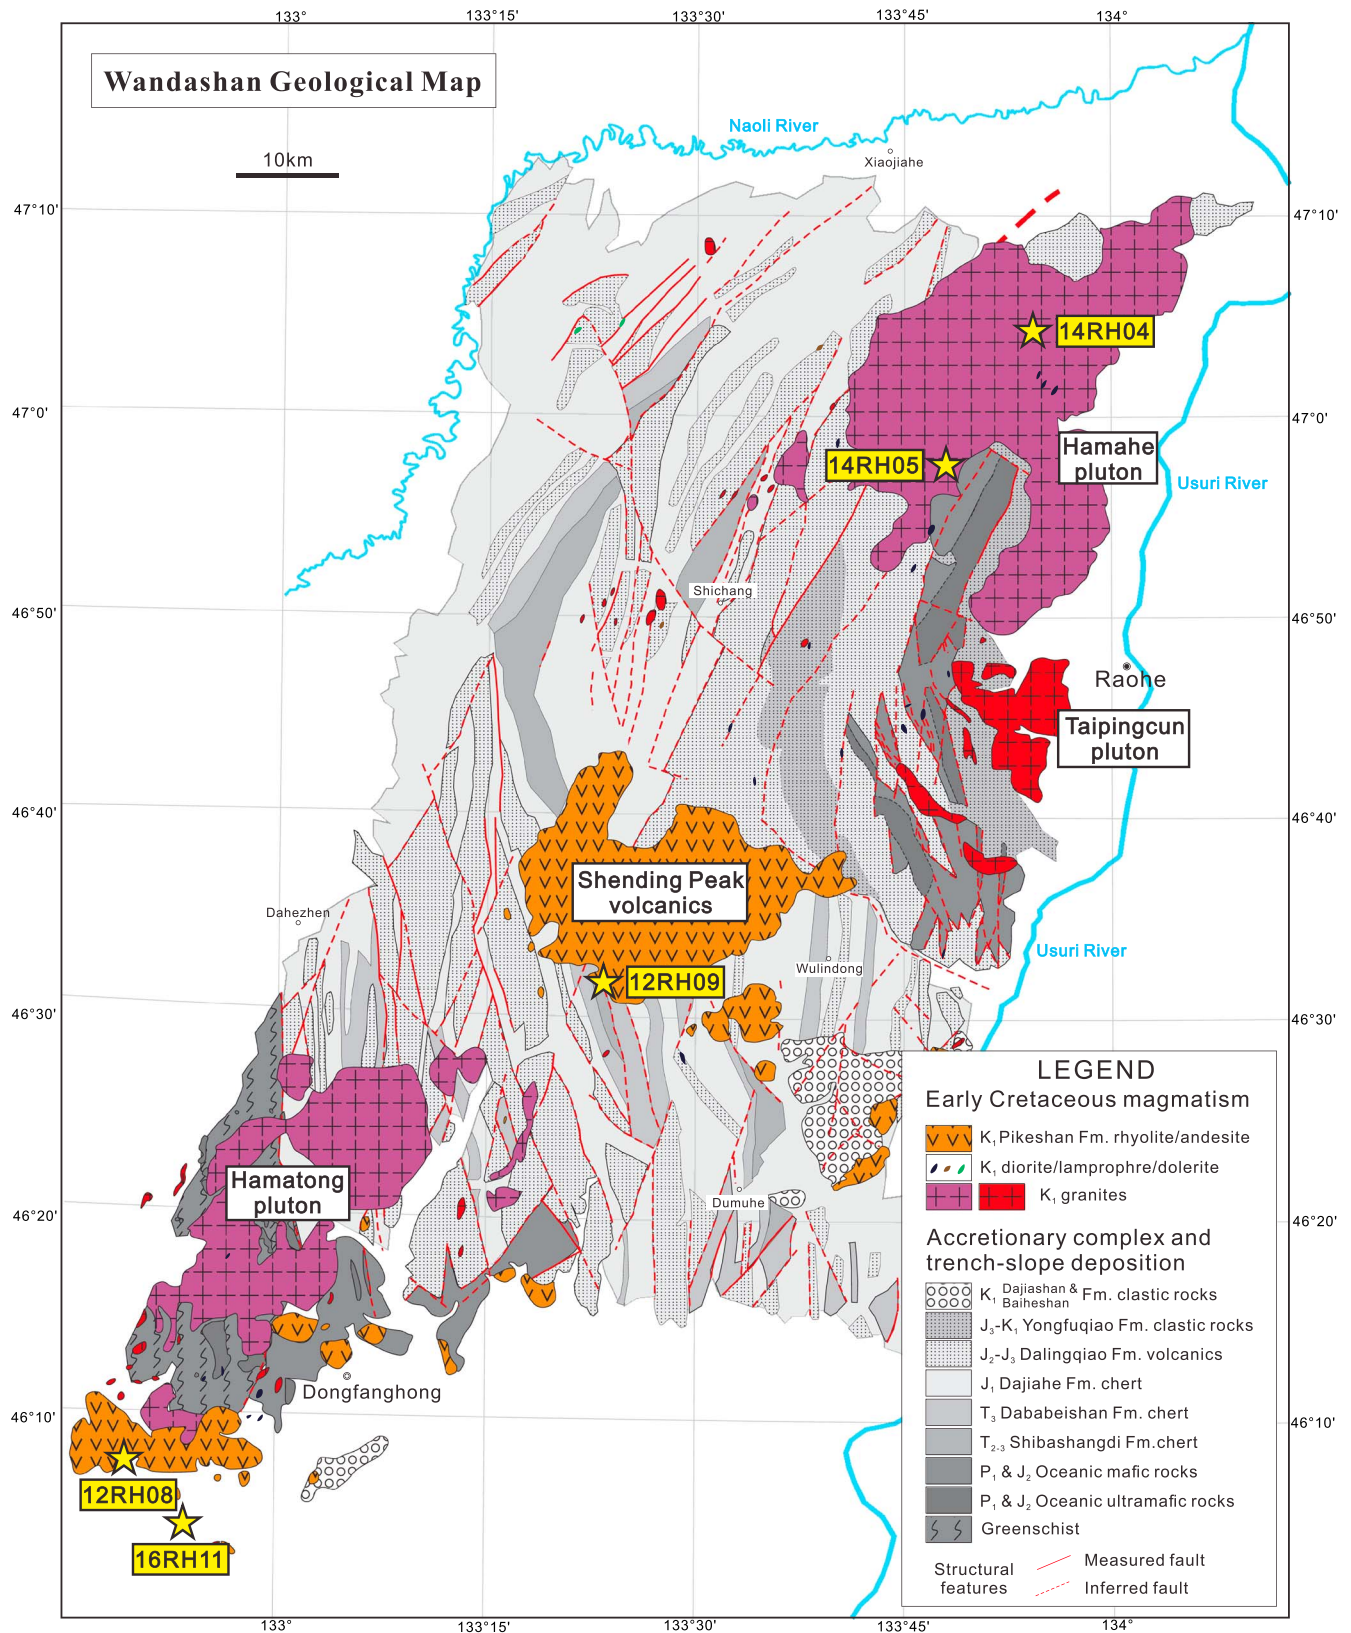 133°
133°15'
133°30'
133°45'
134°
Wandashan Geological Map
10km
Naoli River
Xiaojiahe
47°10'
47°10'
14RH04
47°0'
47°0'
14RH05
Hamahe
pluton
Usuri River
Shichang
46°50'
46°50'
Raohe
Taipingcun
pluton
46°40'
46°40'
Shending Peak
volcanics
Dahezhen
Usuri River
Wulindong
12RH09
46°30'
46°30'
Hamatong
pluton
Dumuhe
46°20'
46°20'
Dongfanghong
46°10'
46°10'
12RH08
16RH11
LEGEND
Early Cretaceous magmatism
K₁ Pikeshan Fm. rhyolite/andesite
K₁ diorite/lamprophre/dolerite
K₁ granites
Accretionary complex and
trench-slope deposition
K₁ Dajiashan & Baiheshan Fm. clastic rocks
J₃-K₁ Yongfuqiao Fm. clastic rocks
J₂-J₃ Dalingqiao Fm. volcanics
J₁ Dajiahe Fm. chert
T₃ Dababeishan Fm. chert
T₂₋₃ Shibashangdi Fm.chert
P₁ & J₂ Oceanic mafic rocks
P₁ & J₂ Oceanic ultramafic rocks
Greenschist
Structural
features
Measured fault
Inferred fault
133°
133°15'
133°30'
133°45'
134°